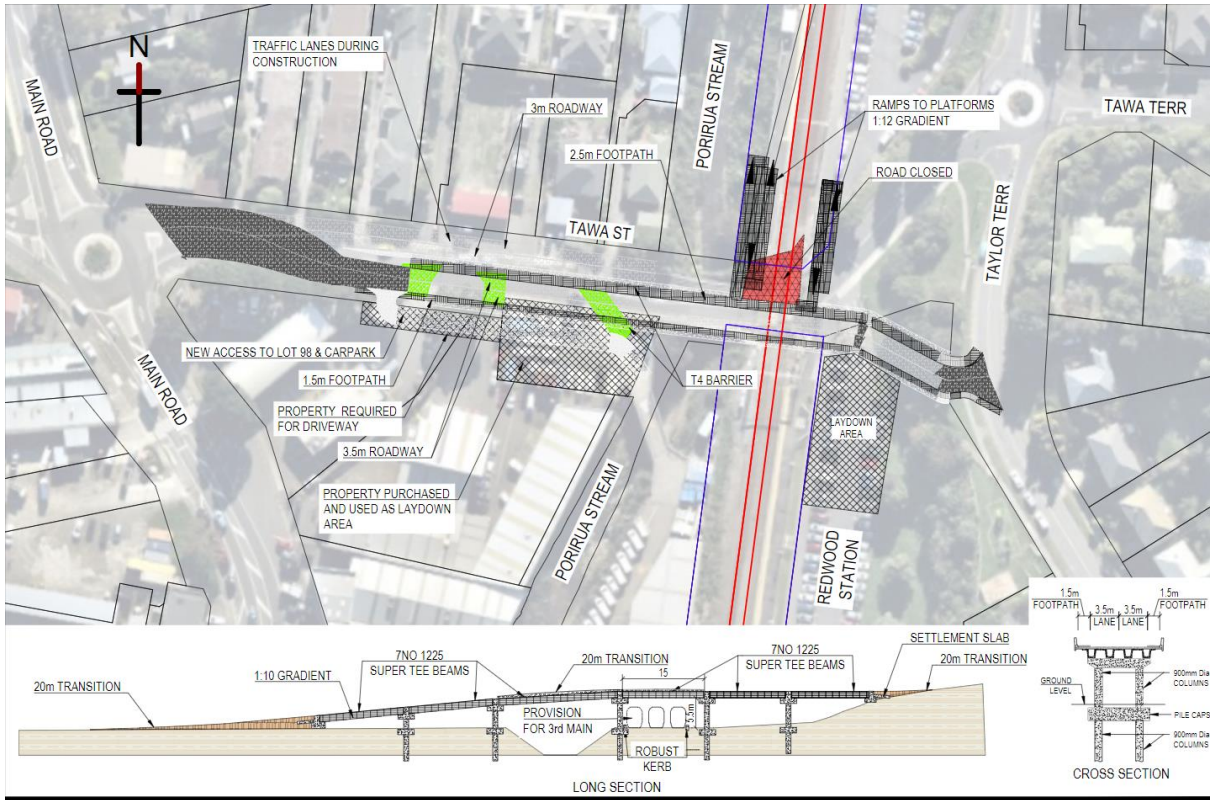 N
MAIN ROAD
TRAFFIC LANES DURING
CONSTRUCTION
3m ROADWAY
2.5m FOOTPATH
PORIRUA STREAM
RAMPS TO PLATFORMS
1:12 GRADIENT
ROAD CLOSED
TAWA TERR
TAWA ST
TAYLOR TERR
NEW ACCESS TO LOT 98 & CARPARK
1.5m FOOTPATH
T4 BARRIER
MAIN ROAD
PROPERTY REQUIRED
FOR DRIVEWAY
3.5m ROADWAY
LAYDOWN
AREA
PROPERTY PURCHASED
AND USED AS LAYDOWN
AREA
PORIRUA STREAM
REDWOOD
STATION
20m TRANSITION
1:10 GRADIENT
7NO 1225
SUPER TEE BEAMS
20m TRANSITION
15
7NO 1225
SUPER TEE BEAMS
SETTLEMENT SLAB
20m TRANSITION
PROVISION
FOR 3rd MAIN
5.5m
ROBUST
KERB
LONG SECTION
1.5m
FOOTPATH
3.5m
LANE
3.5m
LANE
1.5m
FOOTPATH
GROUND
LEVEL
900mm Dia
COLUMNS
PILE CAPS
900mm Dia
COLUMNS
CROSS SECTION